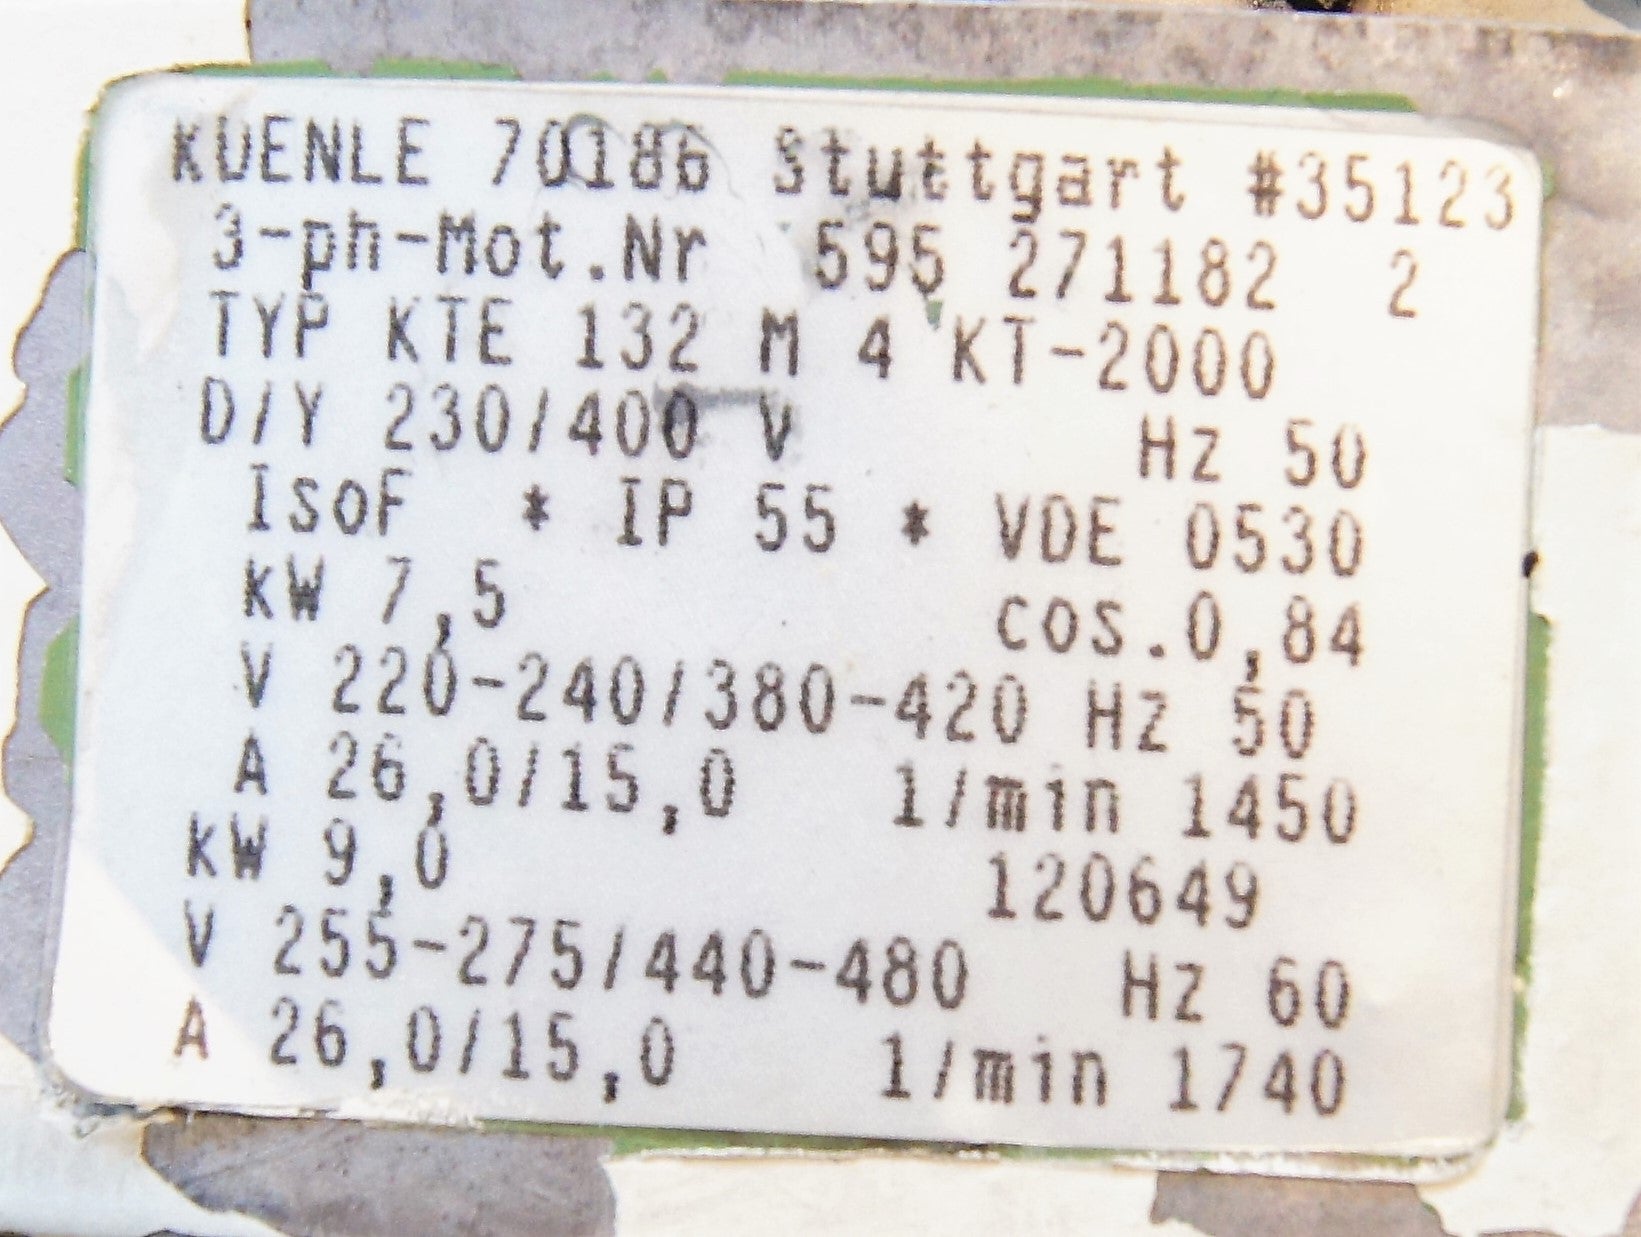 KUENLE 70186 Stuttgart #35123
3-ph-Mot.Nr 595 271182 2
TYP KTE 132 M 4 KT-2000
D/Y 230/400 V Hz 50
IsoF * IP 55 * VDE 0530
KW 7,5 cos.0,84
V 220-240/380-420 Hz 50
A 26,0/15,0 1/min 1450
KW 9,0 120649
V 255-275/440-480 Hz 60
A 26,0/15,0 1/min 1740